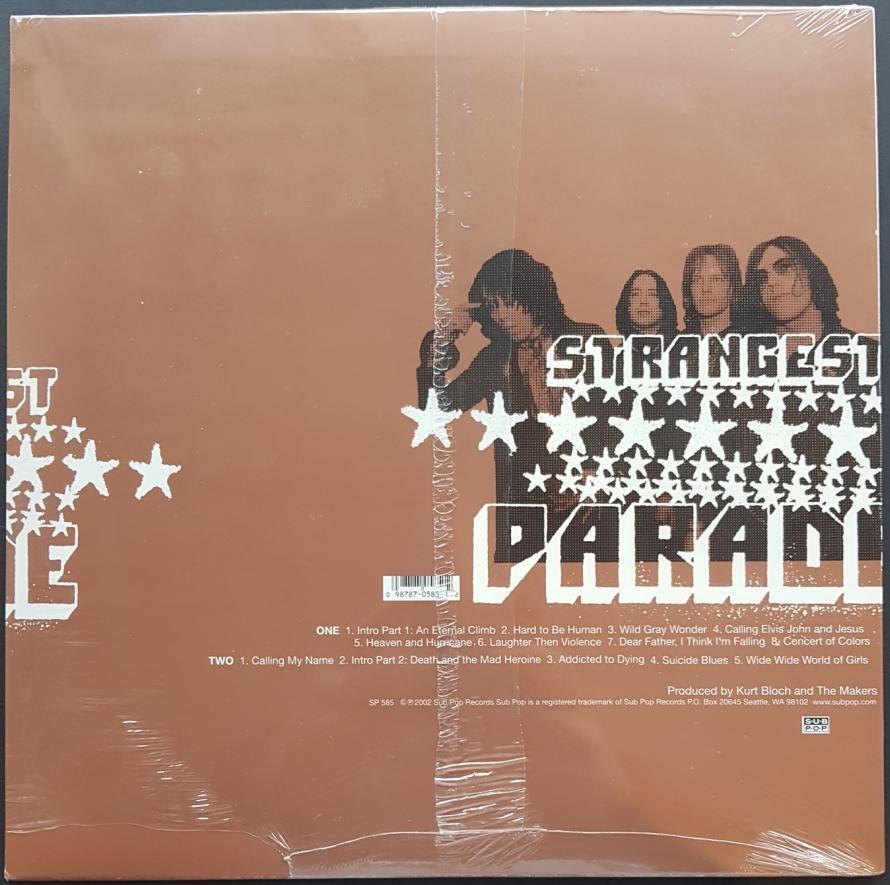 ST
STRANGEST
E
PARAD
0 98787-0585-1 2
ONE 1. Intro Part 1: An Eternal Climb 2. Hard to Be Human 3. Wild Gray Wonder 4. Calling Elvis John and Jesus
5. Heaven and Hurricane 6. Laughter Then Violence 7. Dear Father, I Think I'm Falling 8. Concert of Colors
TWO 1. Calling My Name 2. Intro Part 2: Death and the Mad Heroine 3. Addicted to Dying 4. Suicide Blues 5. Wide Wide World of Girls
Produced by Kurt Bloch and The Makers
SP 585 ©℗2002 Sub Pop Records Sub Pop is a registered trademark of Sub Pop Records P.O. Box 20645 Seattle, WA 98102 www.subpop.com
SUB
POP